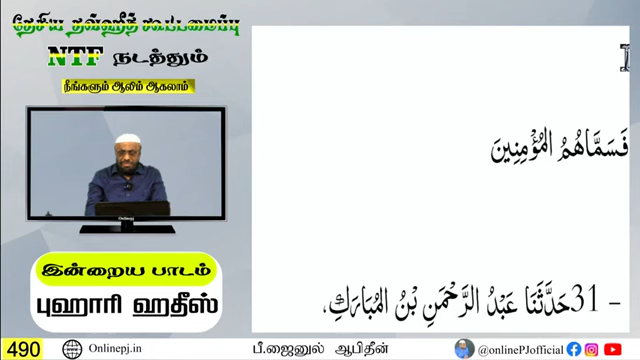 தேசிய தவ்ஹீத் கூட்டமைப்பு
NTF நடத்தும்
நீங்களும் ஆலிம் ஆகலாம்
Onlinepj
இன்றைய பாடம்
புஹாரி ஹதீஸ்
فَسَمَّاهُمُ الْمُؤْمِنِينَ
31 – حَدَّثَنَا عَبْدُ الرَّحْمَنِ بْنُ الْمُبَارَكِ،
490
Onlinepj.in
பீ.ஜைனுல் ஆபிதீன்
@onlinePJofficial